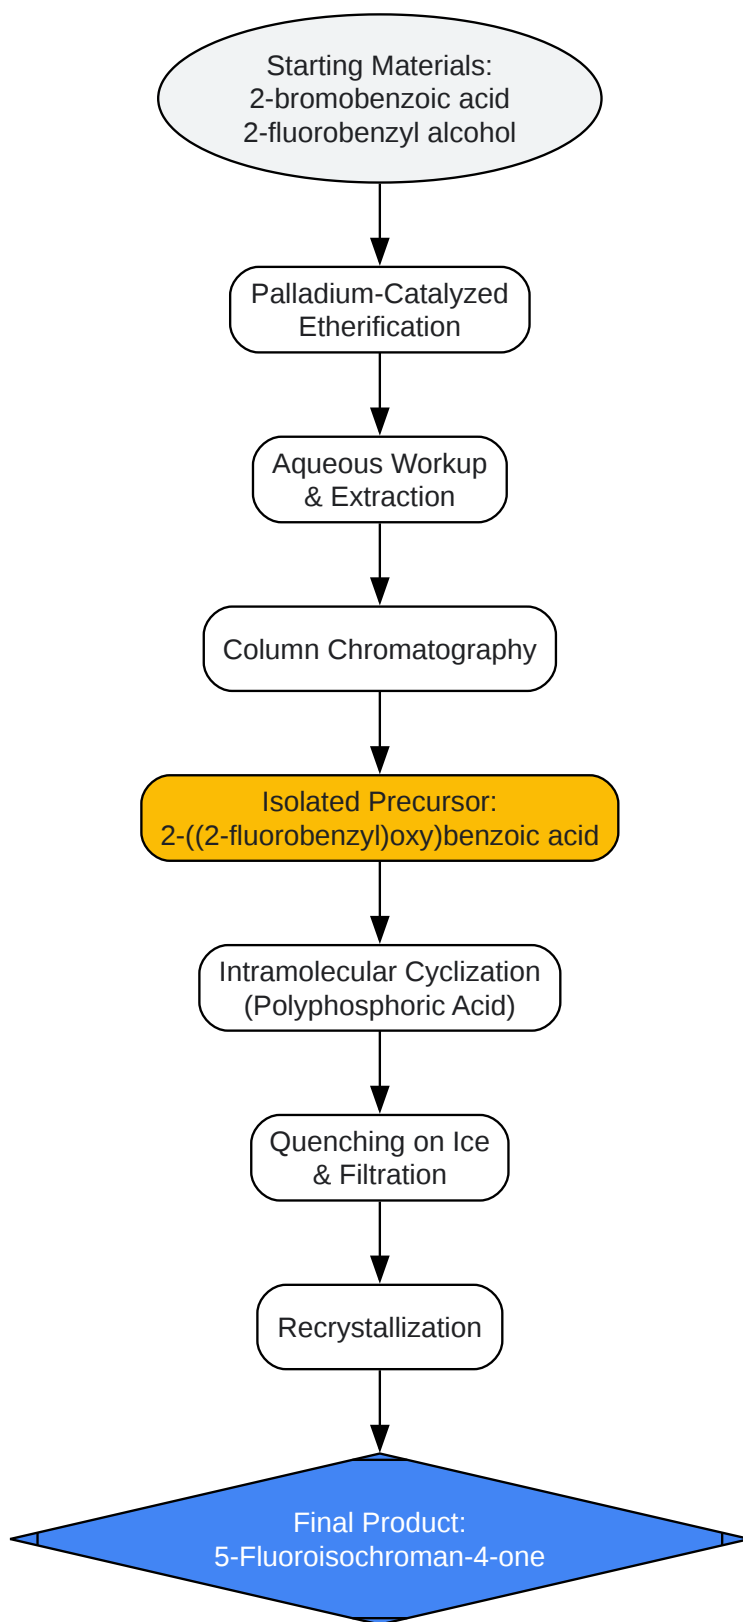 Starting Materials:
2-bromobenzoic acid
2-fluorobenzyl alcohol
Palladium-Catalyzed
Etherification
Aqueous Workup
& Extraction
Column Chromatography
Isolated Precursor:
2-((2-fluorobenzyl)oxy)benzoic acid
Intramolecular Cyclization
(Polyphosphoric Acid)
Quenching on Ice
& Filtration
Recrystallization
Final Product:
5-Fluoroisochroman-4-one